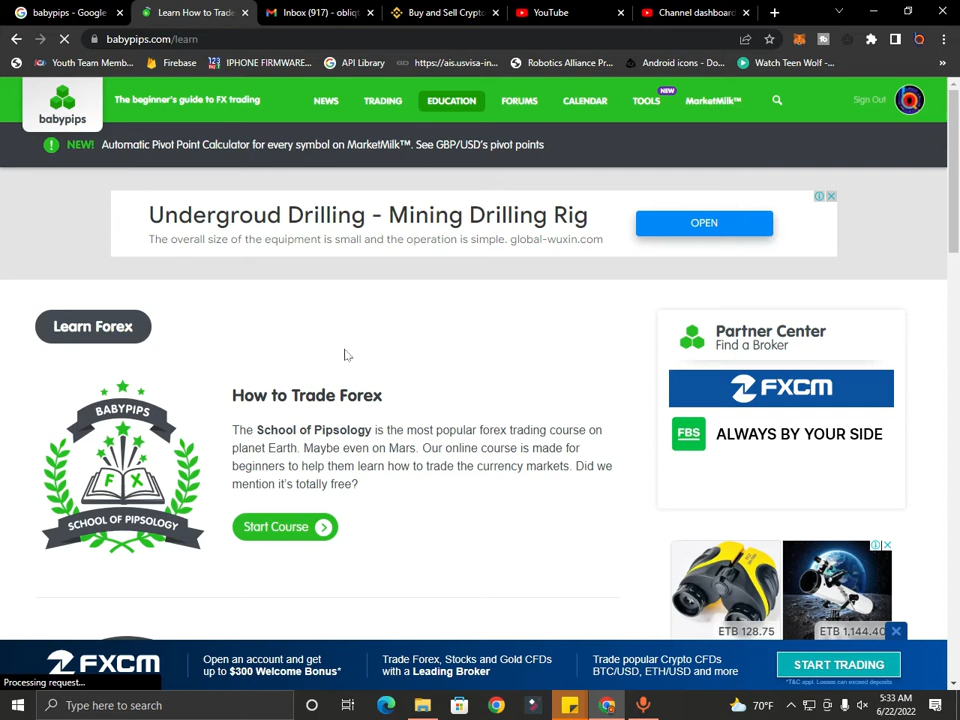 babypips - Google
Learn How to Trade
Inbox (917) - obliqt
Buy and Sell Crypto
YouTube
Channel dashboard
babypips.com/learn
Youth Team Memb...
Firebase
IPHONE FIRMWARE...
API Library
https://ais.usvisa-in...
Robotics Alliance Pr...
Android icons - Do...
Watch Teen Wolf -...
babypips
The beginner's guide to FX trading
NEWS
TRADING
EDUCATION
FORUMS
CALENDAR
TOOLS
NEW
MarketMilk™
Sign Out
NEW! Automatic Pivot Point Calculator for every symbol on MarketMilk™. See GBP/USD's pivot points
Undergroud Drilling - Mining Drilling Rig
The overall size of the equipment is small and the operation is simple. global-wuxin.com
OPEN
Learn Forex
BABYPIPS
F X
SCHOOL OF PIPSOLOGY
How to Trade Forex
The School of Pipsology is the most popular forex trading course on
planet Earth. Maybe even on Mars. Our online course is made for
beginners to help them learn how to trade the currency markets. Did we
mention it's totally free?
Start Course
Partner Center
Find a Broker
FXCM
FBS
ALWAYS BY YOUR SIDE
ETB 128.75
ETB 1,144.40
FXCM
Open an account and get
up to $300 Welcome Bonus*
Trade Forex, Stocks and Gold CFDs
with a Leading Broker
Trade popular Crypto CFDs
BTC/USD, ETH/USD and more
START TRADING
*T&C appl. Losses can exceed deposits
Processing request...
Type here to search
70°F
5:33 AM
6/22/2022